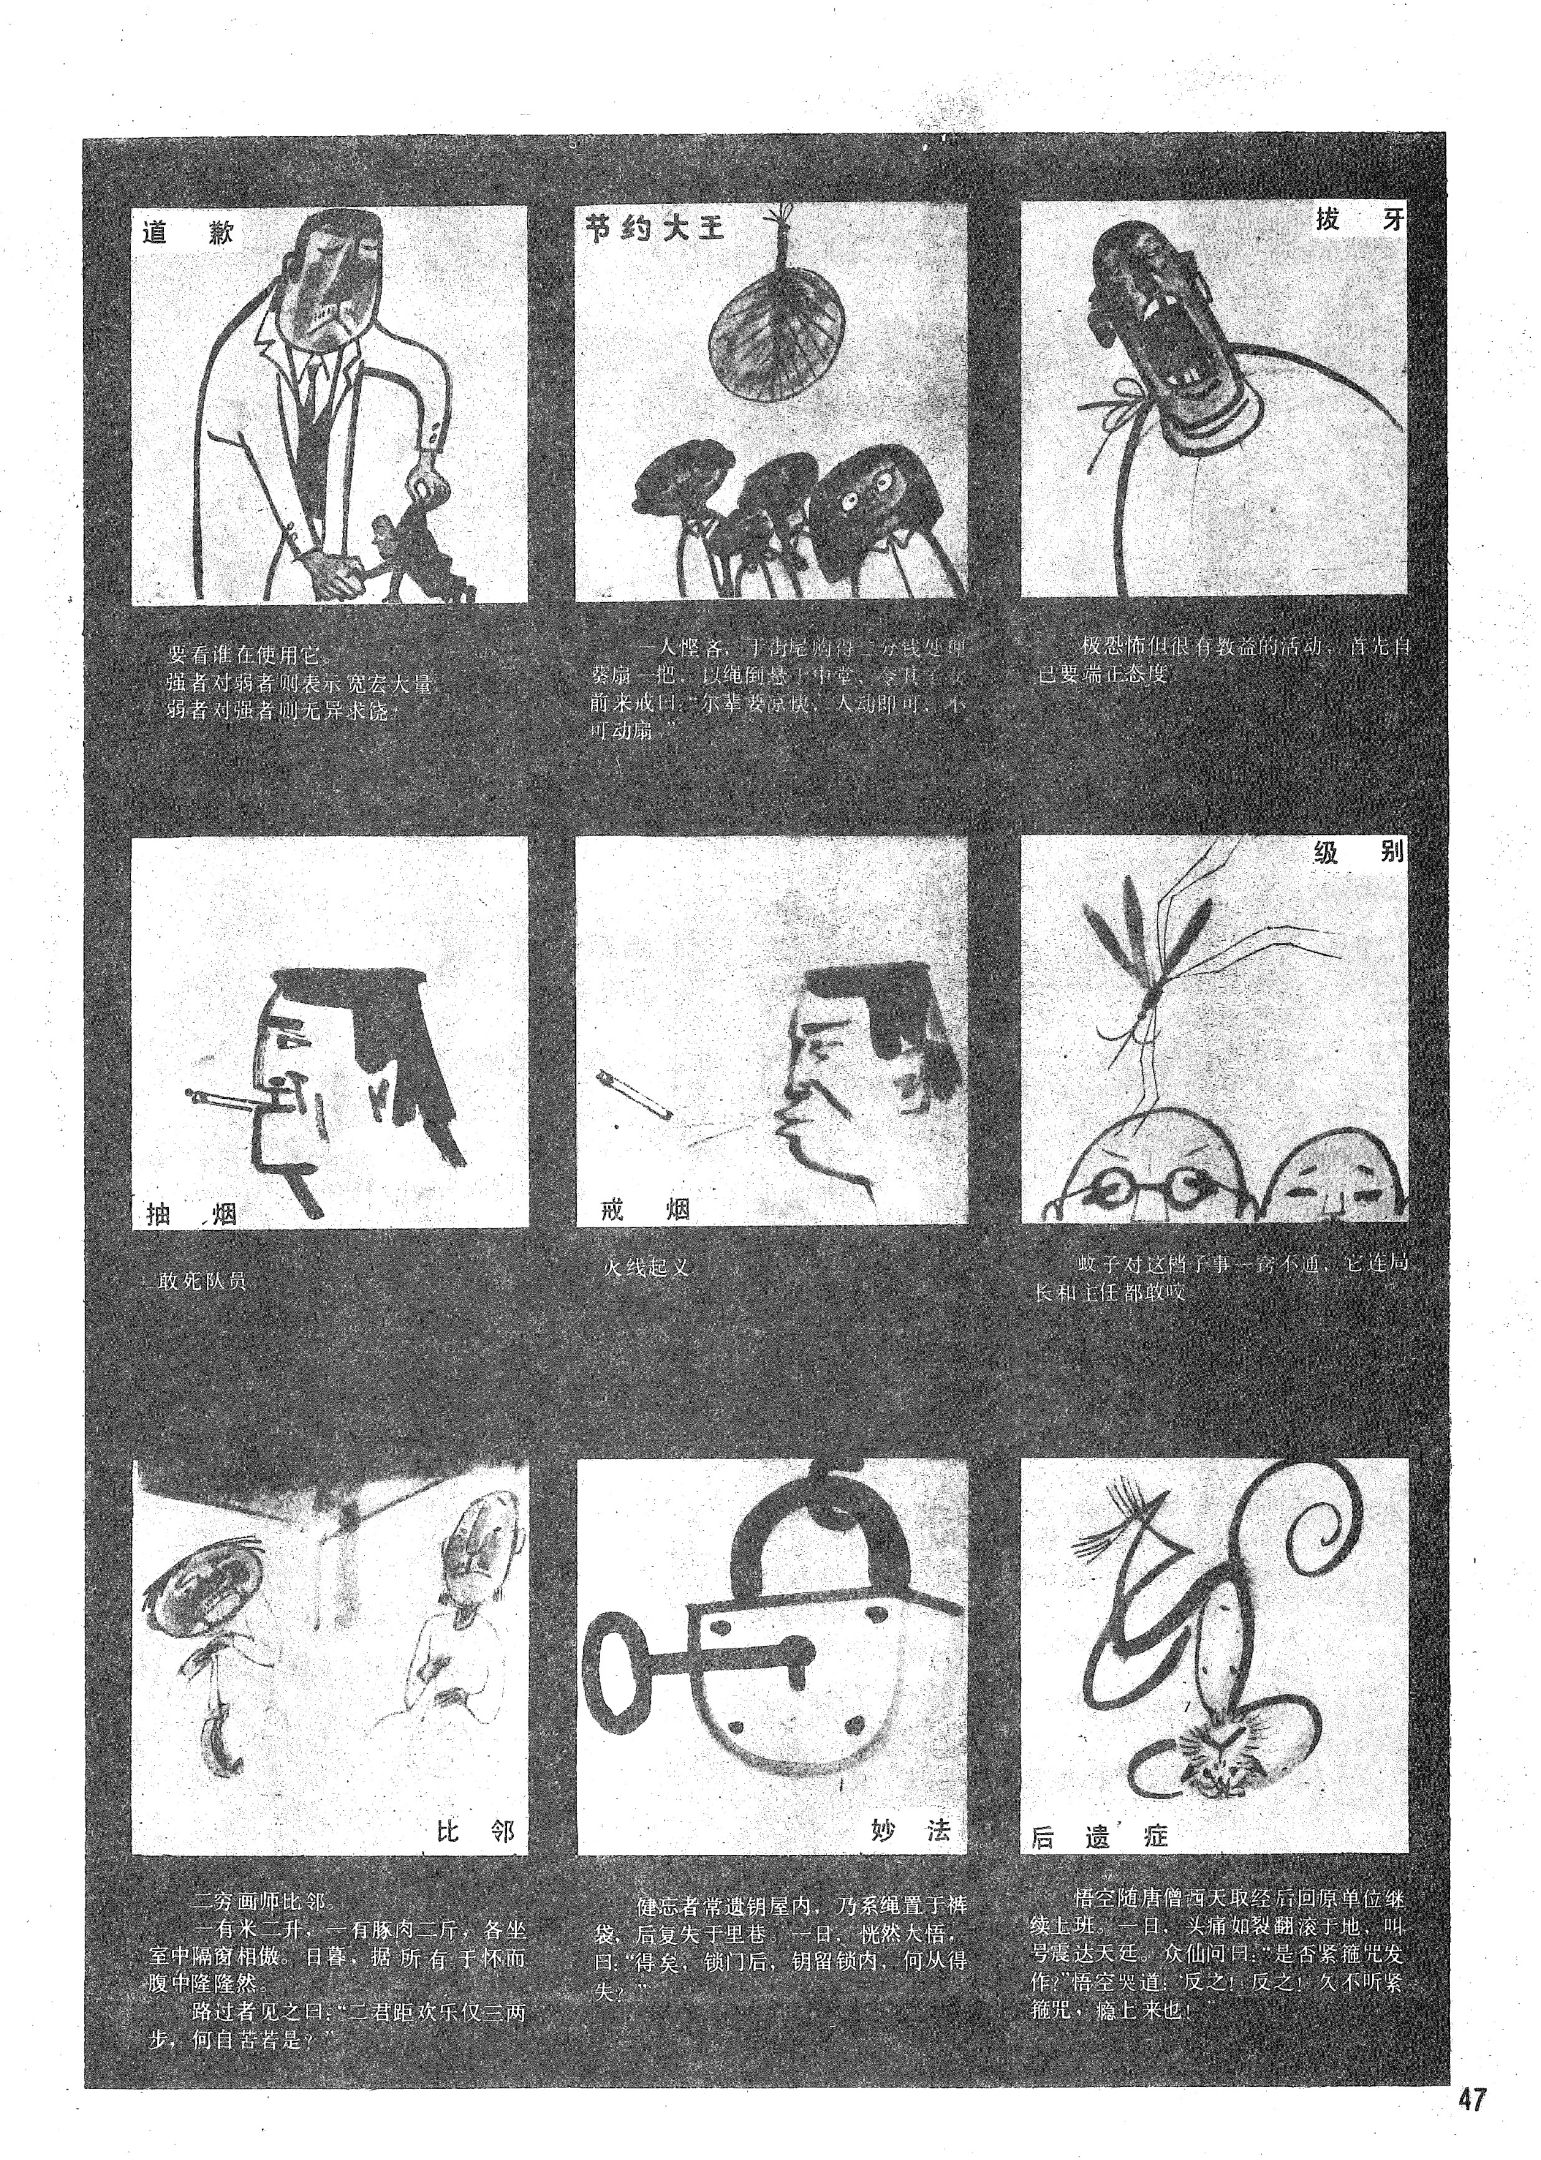 道 歉
要看谁在使用它。
强者对弱者则表示宽宏大量
弱者对强者则无异求饶。
节约大王
一人悭吝，于街尾购得二分钱处理
葵扇一把，以绳倒悬于中堂，令其子女
前来戒曰：“尔辈要凉快，人动即可，不
可动扇。”
拔 牙
极恐怖但很有教益的活动，首先自
己要端正态度
抽 烟
敢死队员
戒 烟
火线起义
级 别
蚊子对这档子事一窍不通，它连局
长和主任都敢咬
比 邻
二穷画师比邻。
一有米二升，一有豚肉二斤，各坐
室中隔窗相傲。日暮，据所有于怀而
腹中隆隆然。
路过者见之曰：“二君距欢乐仅三两
步，何自苦若是？”
妙 法
健忘者常遗钥屋内，乃系绳置于裤
袋，后复失于里巷。一日，恍然大悟，
曰：“得矣，锁门后，钥留锁内，何从得
失？”
后 遗 症
悟空随唐僧西天取经后回原单位继
续上班。一日，头痛如裂翻滚于地，叫
号震达天廷。众仙问曰：“是否紧箍咒发
作？”悟空哭道：“反之！反之！久不听紧
箍咒，瘾上来也！
47